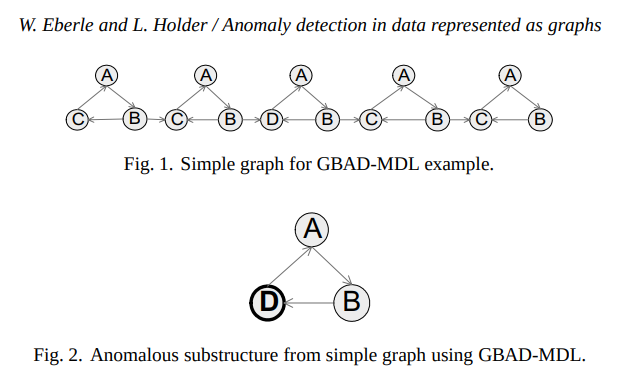 W. Eberle and L. Holder / Anomaly detection in data represented as graphs
A A A A A
C B C B D B C B C B
Fig. 1. Simple graph for GBAD-MDL example.
A
D B
Fig. 2. Anomalous substructure from simple graph using GBAD-MDL.